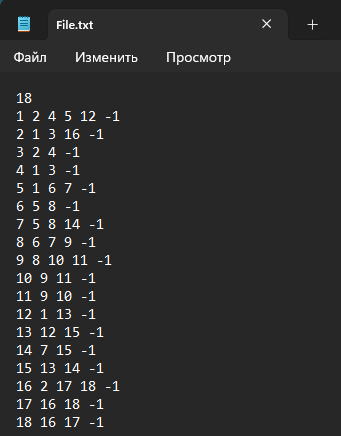 File.txt
Файл Изменить Просмотр
18
1 2 4 5 12 -1
2 1 3 16 -1
3 2 4 -1
4 1 3 -1
5 1 6 7 -1
6 5 8 -1
7 5 8 14 -1
8 6 7 9 -1
9 8 10 11 -1
10 9 11 -1
11 9 10 -1
12 1 13 -1
13 12 15 -1
14 7 15 -1
15 13 14 -1
16 2 17 18 -1
17 16 18 -1
18 16 17 -1